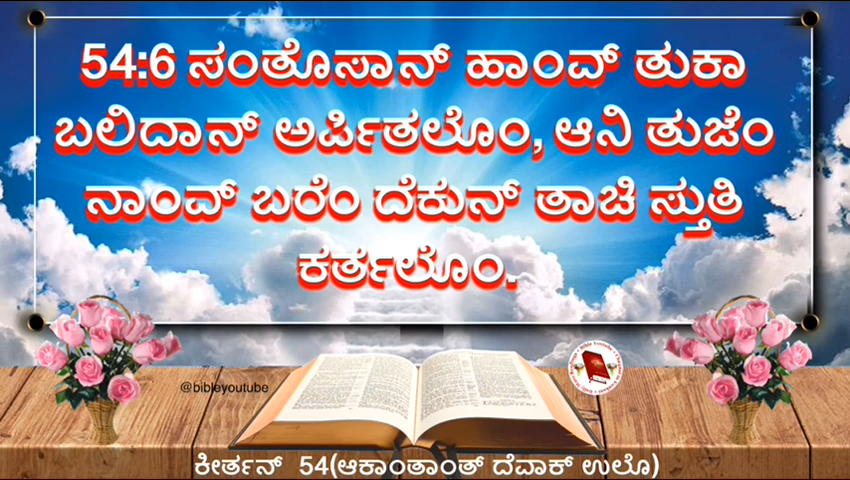 54:6 ಸಂತೊಸಾನ್ ಹಾಂವ್ ತುಕಾ
ಬಲಿದಾನ್ ಅರ್ಪಿತಲೊಂ, ಆನಿ ತುಜೆಂ
ನಾಂವ್ ಬರೆಂ ದೆಕುನ್ ತಾಚಿ ಸ್ತುತಿ
ಕರ್ತಲೊಂ.
@bibleyoutube
ಕೀರ್ತನ್ 54(ಆಕಾಂತಾಂತ್ ದೆವಾಕ್ ಉಲೊ)